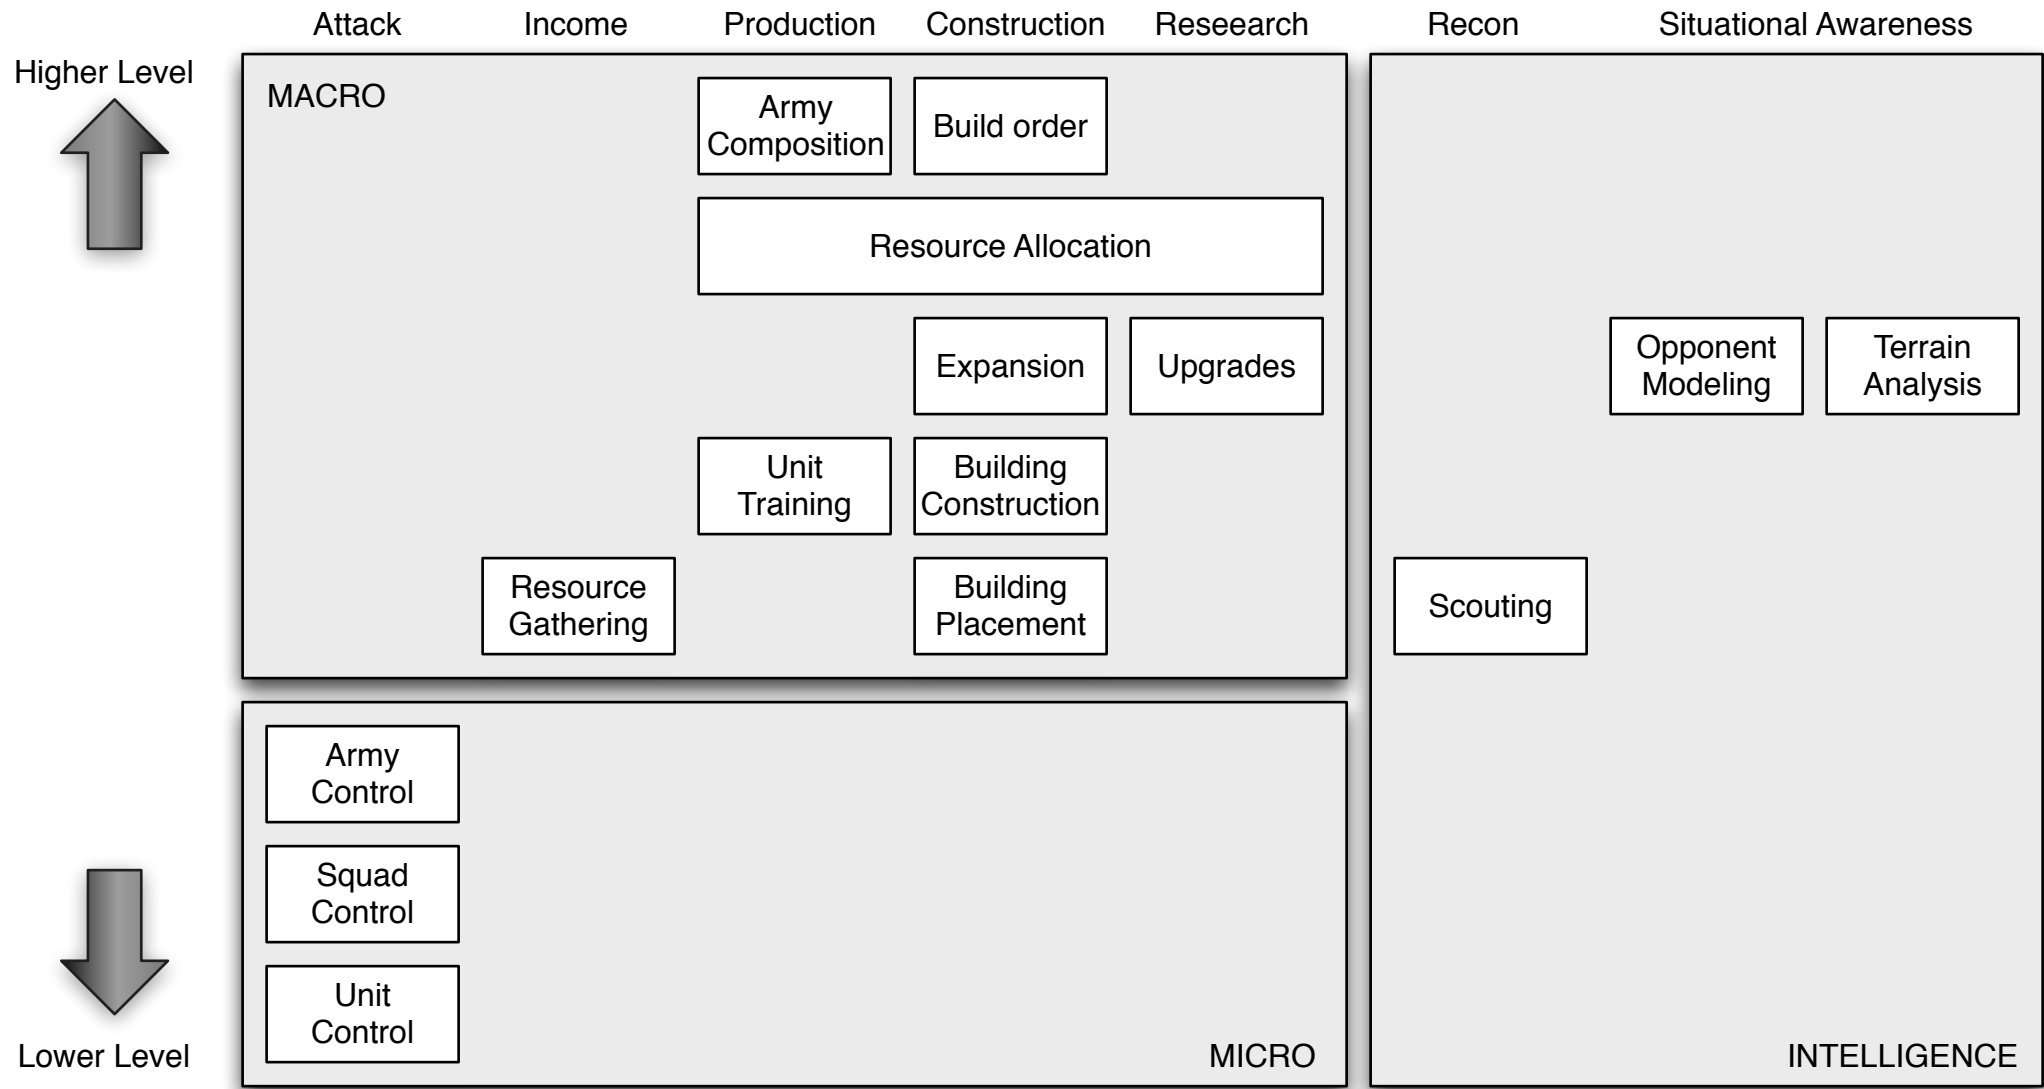 Attack Income Production Construction Reseearch Recon Situational Awareness
Higher Level
MACRO
Army
Composition
Build order
Resource Allocation
Expansion
Upgrades
Opponent
Modeling
Terrain
Analysis
Unit
Training
Building
Construction
Resource
Gathering
Building
Placement
Scouting
Army
Control
Squad
Control
Unit
Control
Lower Level
MICRO
INTELLIGENCE